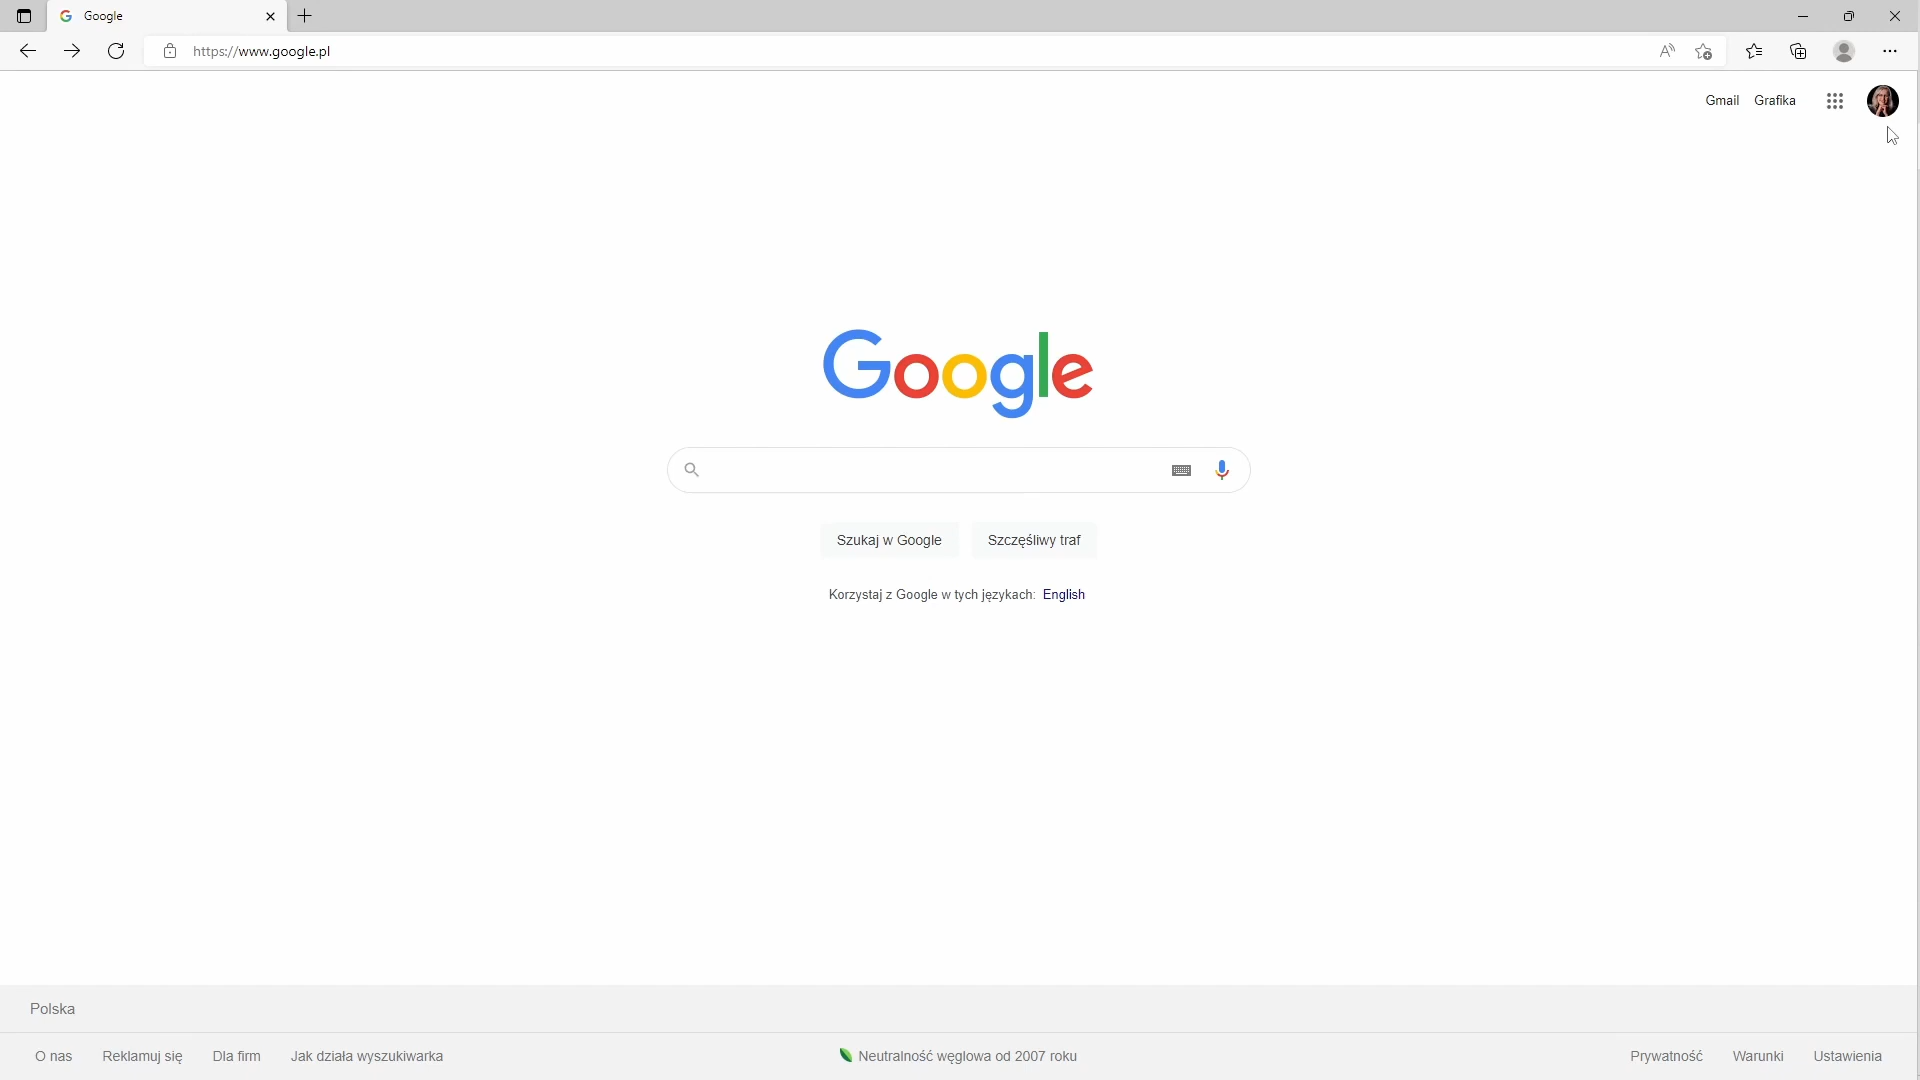 Google
https://www.google.pl
Gmail Grafika
Google
Szukaj w Google Szczęśliwy traf
Korzystaj z Google w tych językach: English
Polska
O nas Reklamuj się Dla firm Jak działa wyszukiwarka Neutralność węglowa od 2007 roku Prywatność Warunki Ustawienia